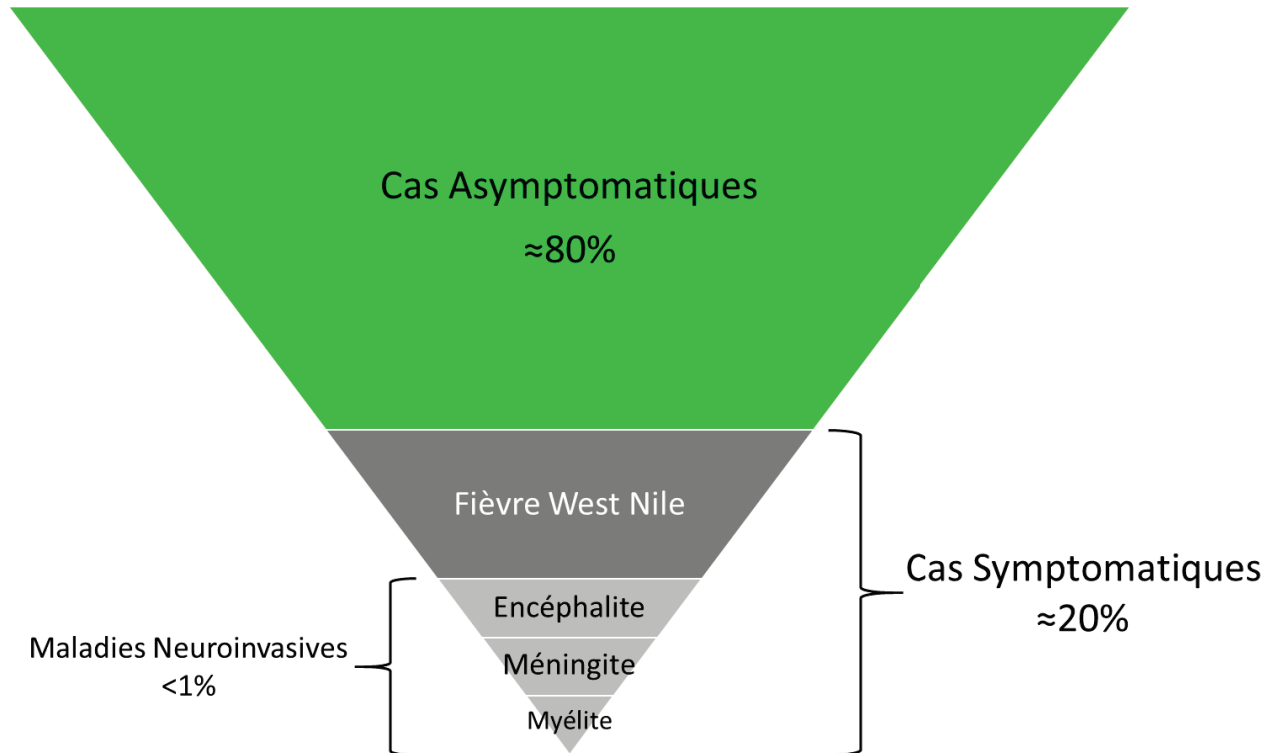 Cas Asymptomatiques
≈80%
Fièvre West Nile
Cas Symptomatiques
≈20%
Encéphalite
Méningite
Myélite
Maladies Neuroinvasives
<1%